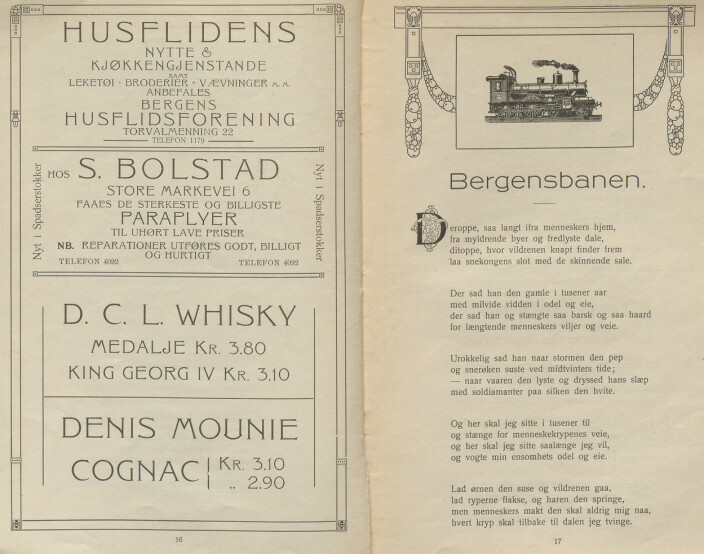 HUSFLIDENS
NYTTE &
KJØKKENGJENSTANDE
SAMT
LEKETØI - BRODERIER - VÆVNINGER M. M.
ANBEFALES
BERGENS
HUSFLIDSFORENING
TORVALMENNING 22
TELEFON 1179
Nyt i Spadserstokker
HOS S. BOLSTAD
STORE MARKEVEI 6
FAAES DE STERKESTE OG BILLIGSTE
PARAPLYER
TIL UHØRT LAVE PRISER
NB. REPARATIONER UTFØRES GODT, BILLIGT
OG HURTIGT
TELEFON 4092 TELEFON 4092
Nyt i Spadserstokker
D. C. L. WHISKY
MEDALJE KR. 3.80
KING GEORG IV KR. 3.10
DENIS MOUNIE
COGNAC KR. 3.10
„ 2.90
16
Bergensbanen.
Deroppe, saa langt ifra menneskers hjem,
fra myldrende byer og fredlyste dale,
ditoppe, hvor vildrenen knapt finder frem
laa snekongens slot med de skinnende sale.
Der sad han den gamle i tusener aar
med milvide vidden i odel og eie,
der sad han og stængte saa barsk og saa haard
for længtende menneskers viljer og veie.
Urokkelig sad han naar stormen den pep
og snerøken suste ved midtvinters tide;
— naar vaaren den lyste og dryssed hans slæp
med soldiamanter paa silken den hvite.
Og her skal jeg sitte i tusener til
og stænge for menneskekrypenes veie,
og her skal jeg sitte saalænge jeg vil,
og vogte min ensombets odel og eie.
Lad ørnen den suse og vildrenen gaa,
lad ryperne flakse, og haren den springe,
men menneskers makt den skal aldrig mig naa,
hvert kryp skal tilbake til dalen jeg tvinge.
17